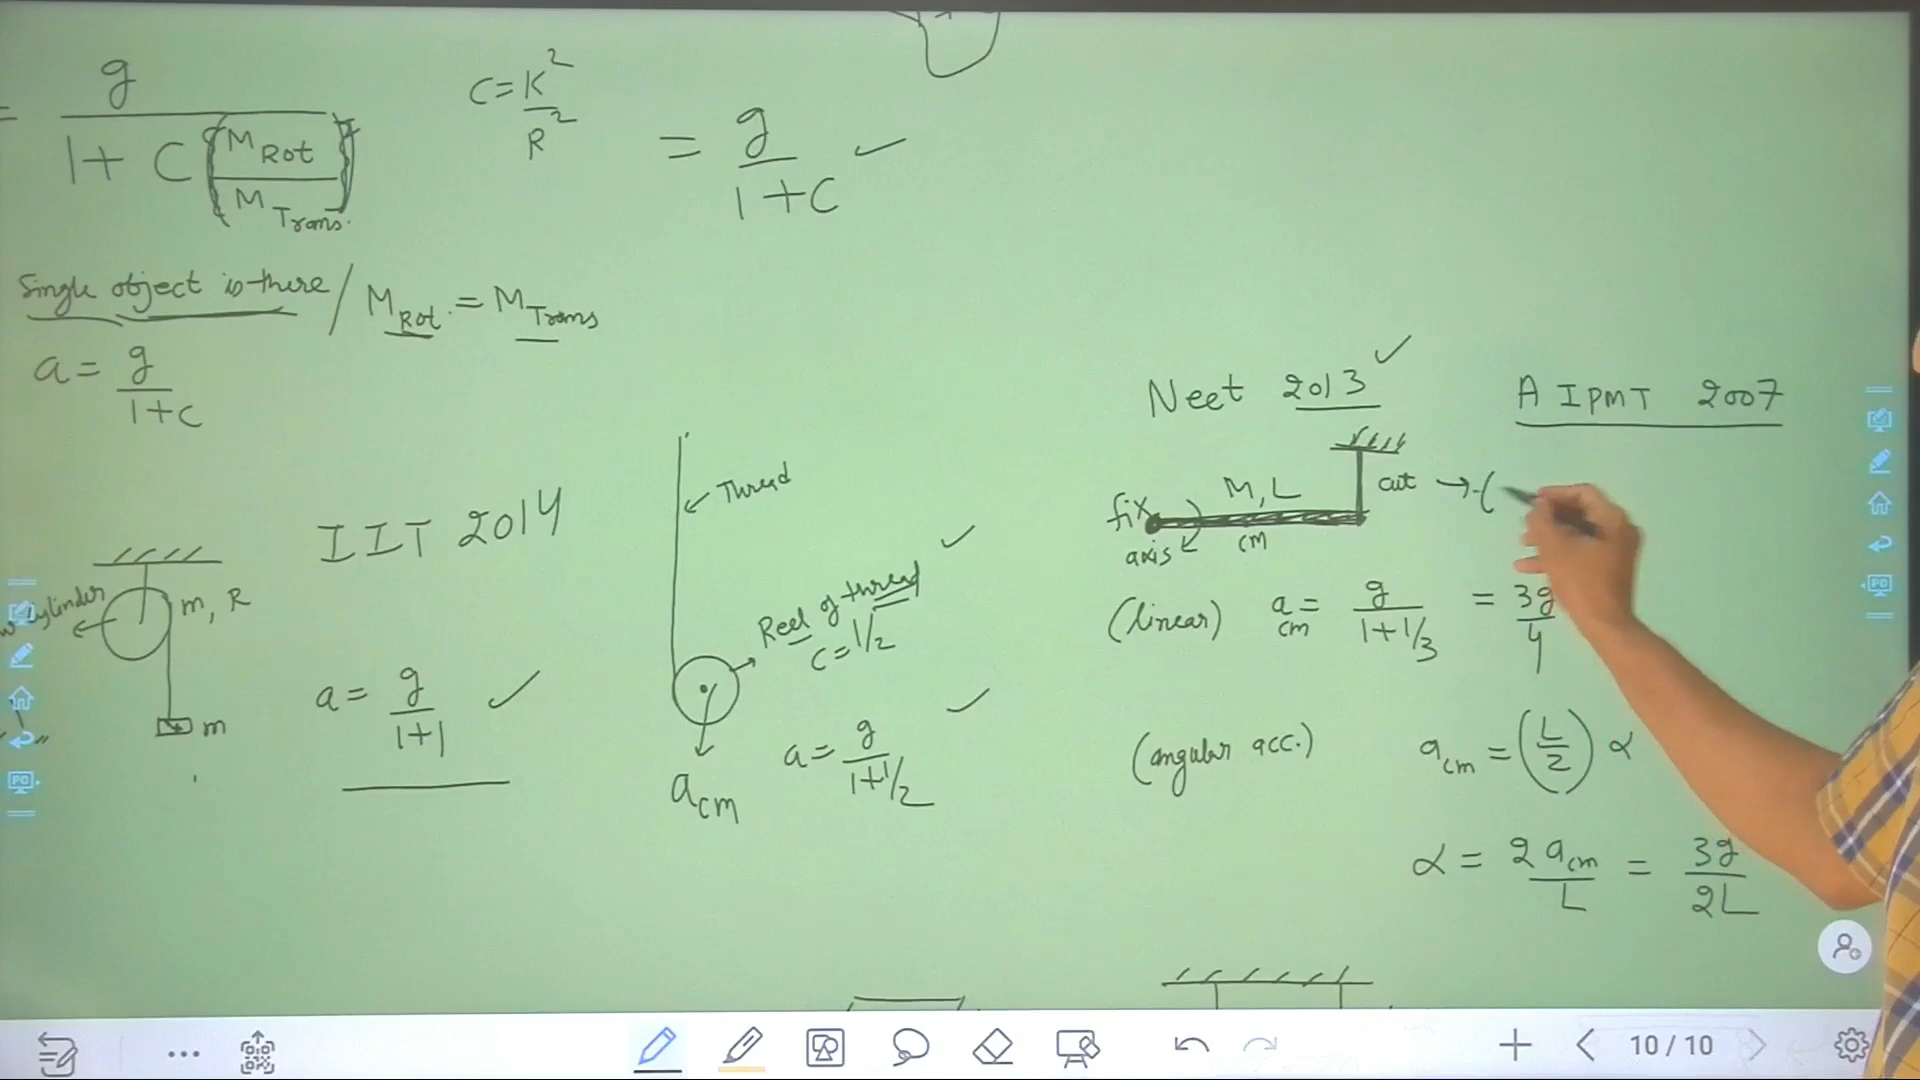 = g / 1 + C (M Rot / M Trans.)
C = K² / R²
= g / 1 + C ✓
Single object is there / M Rot. = M Trans
a = g / 1 + C
IIT 2014
cylinder
m, R
m
a = g / 1+1 ✓
Thread
Reel of thread
C = 1/2
a cm
a = g / 1+1/2
Neet 2013 ✓
AIPMT 2007
fix
axis
M, L
cm
cut → (
(linear) a cm = g / 1+1/3 = 3g / 4
(angular acc.) a cm = (L/2) α
α = 2 a cm / L = 3g / 2L
10 / 10